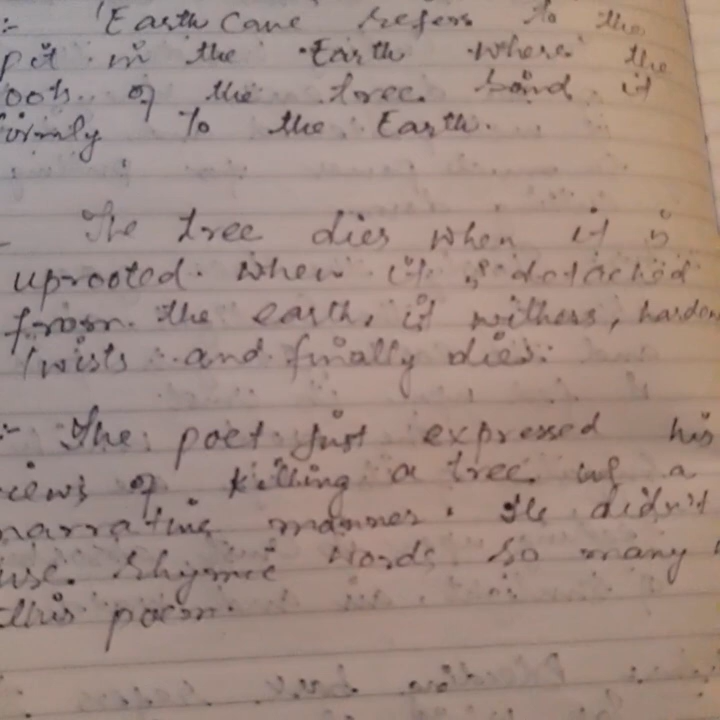 :- 'Earth Cave refers to the
pit in the Earth where the
oots of the tree bond it
firmly to the Earth.
The tree dies when it is
uprooted. When it is detached
from the earth, it withers, harden
twists and finally dies.
:- The poet just expressed his
iews of killing a tree in a
narrative manner. He didn't
use rhyme words so many
this poem.